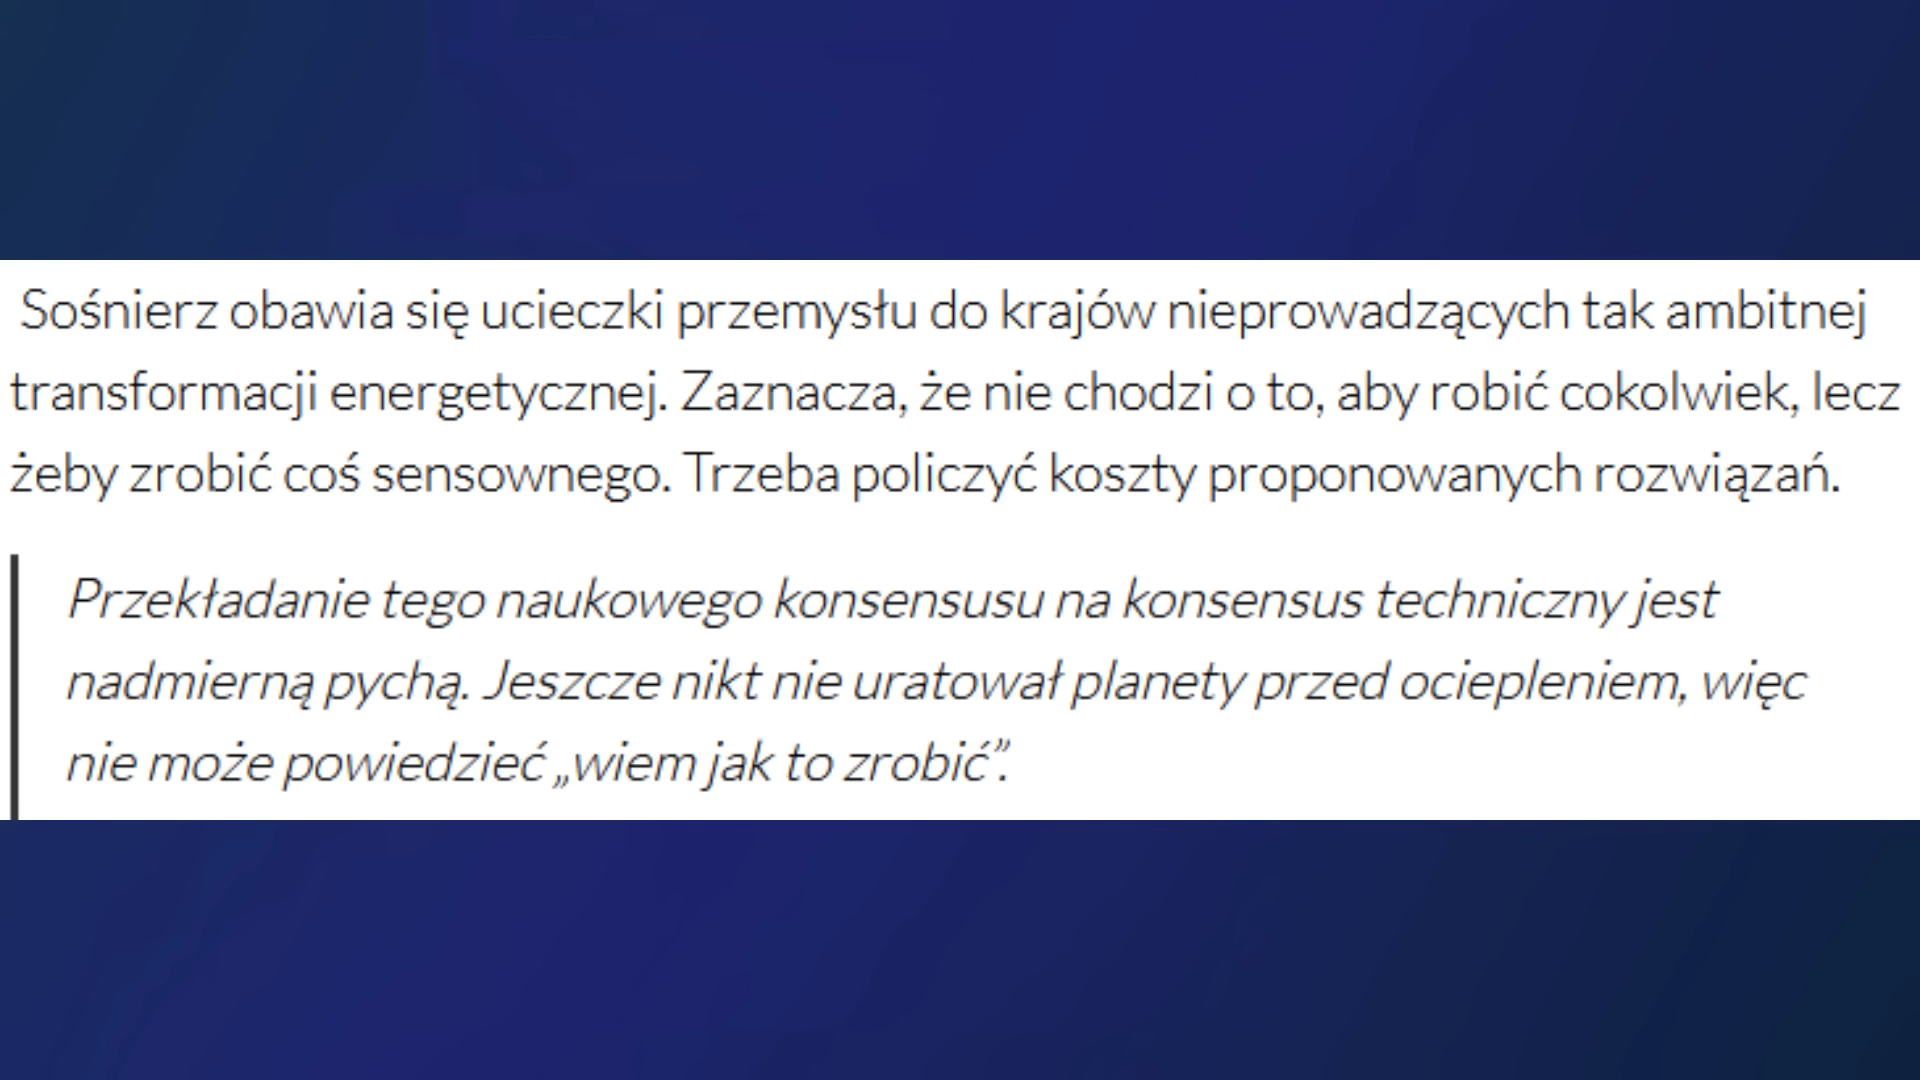 Sośnierz obawia się ucieczki przemysłu do krajów nieprowadzących tak ambitnej
transformacji energetycznej. Zaznacza, że nie chodzi o to, aby robić cokolwiek, lecz
żeby zrobić coś sensownego. Trzeba policzyć koszty proponowanych rozwiązań.
Przekładanie tego naukowego konsensusu na konsensus techniczny jest
nadmierną pychą. Jeszcze nikt nie uratował planety przed ociepleniem, więc
nie może powiedzieć „wiem jak to zrobić”.